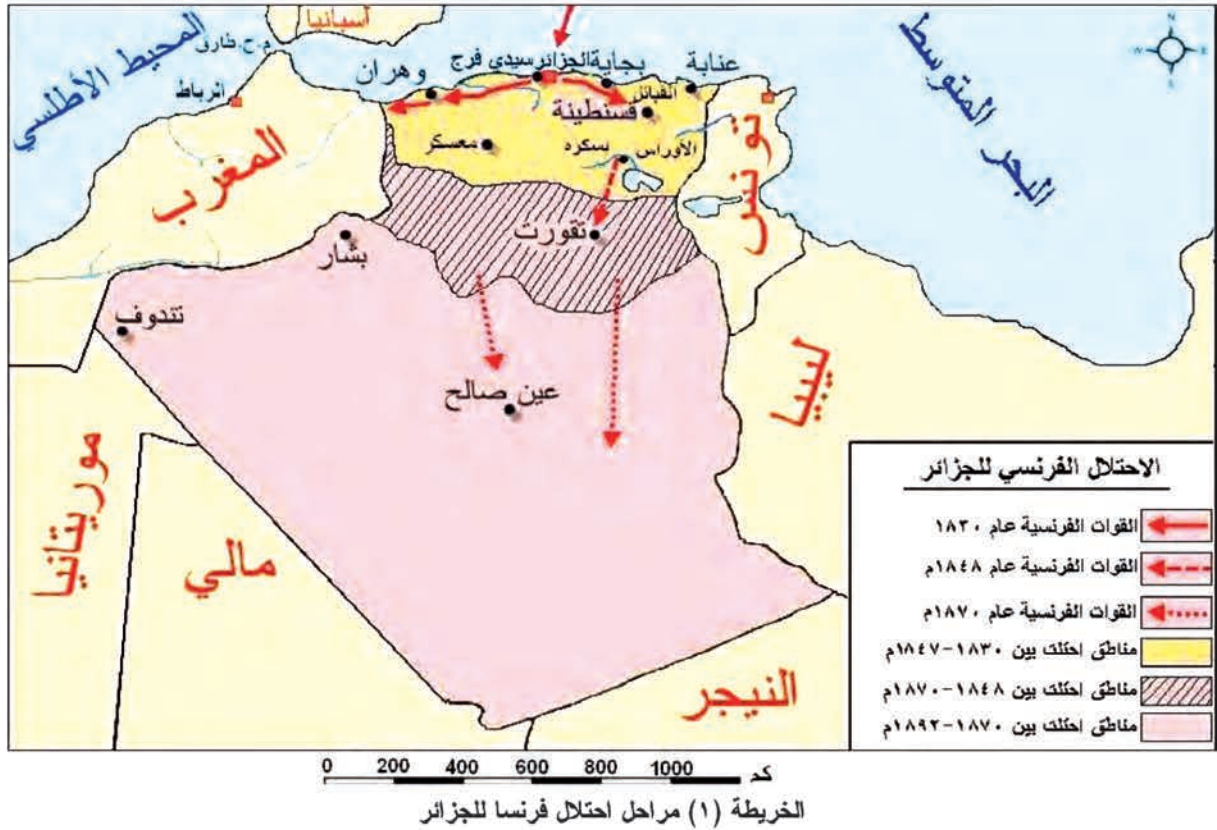 أسبانيا
المحيط الأطلسي
م.ح.طارق
البحر المتوسط
N
W
E
S
الرباط
وهران
الجزائر
سيدي فرج
بجاية
عنابة
القبائل
قسنطينة
معسكر
بسكره
الأوراس
تونس
المغرب
تقورت
بشار
تندوف
عين صالح
ليبيا
موريتانيا
مالي
النيجر
الاحتلال الفرنسي للجزائر
القوات الفرنسية عام ١٨٣٠
القوات الفرنسية عام ١٨٤٨م
القوات الفرنسية عام ١٨٧٠م
مناطق احتلت بين ١٨٣٠-١٨٤٧م
مناطق احتلت بين ١٨٤٨-١٨٧٠م
مناطق احتلت بين ١٨٧٠-١٨٩٢م
0 200 400 600 800 1000 كم
الخريطة (١) مراحل احتلال فرنسا للجزائر